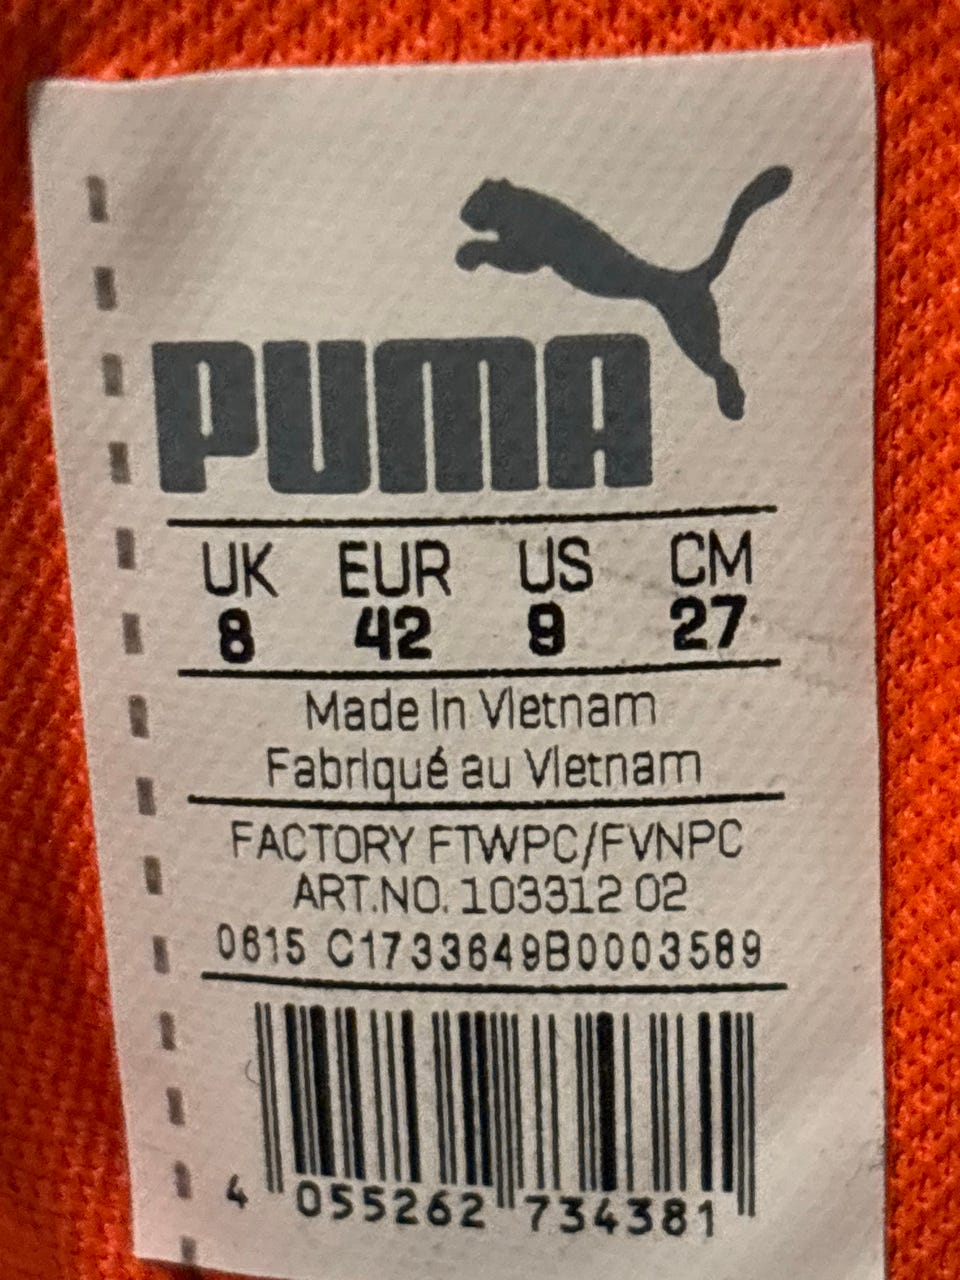 PUMA
UK EUR US CM
8 42 9 27
Made In Vietnam
Fabriqué au Vietnam
FACTORY FTWPC/FVNPC
ART.NO. 103312 02
0615 C1733649B0003589
4 055262 734381